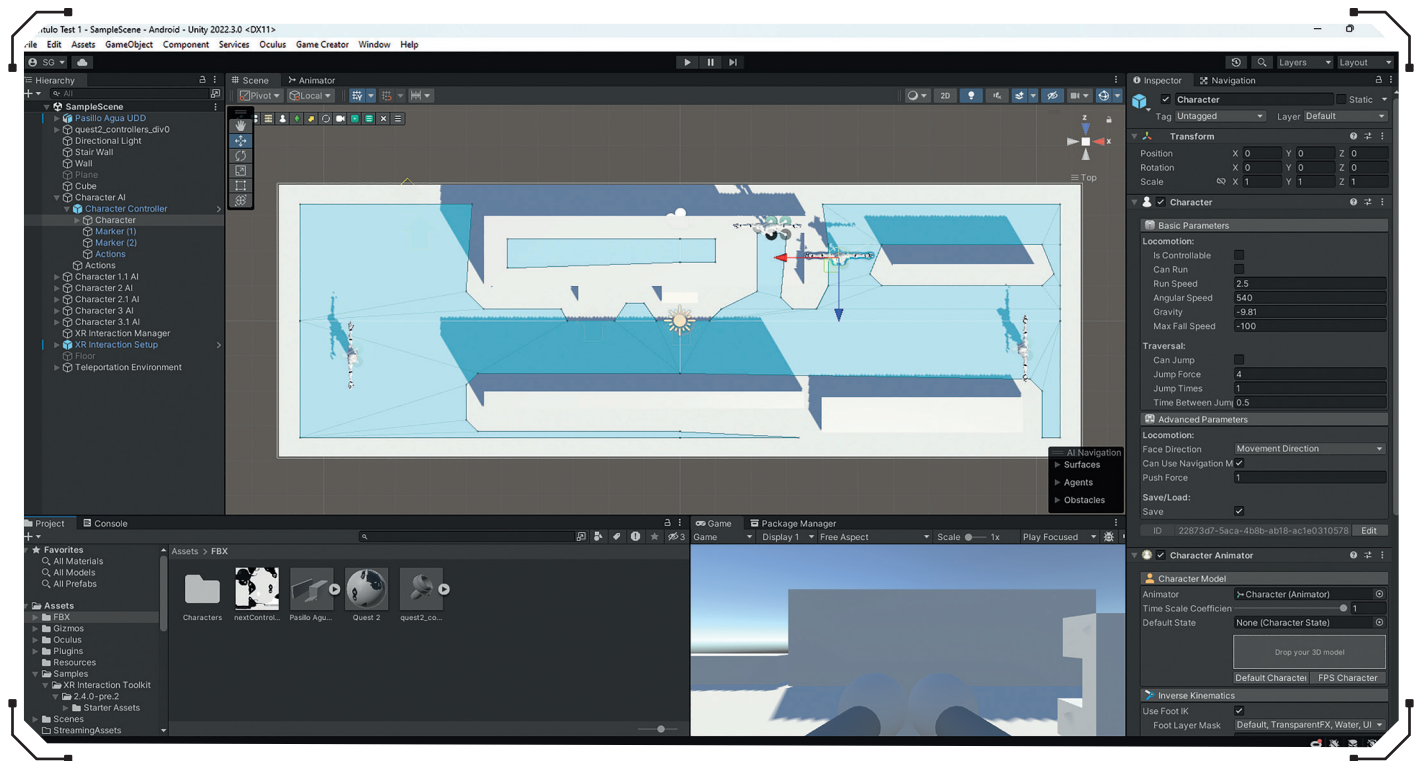 tulo Test 1 - SampleScene - Android - Unity 2022.3.0 <DX11>
ile Edit Assets GameObject Component Services Oculus Game Creator Window Help
SG Layers Layout
Hierarchy
All
SampleScene
Pasillo Agua UDD
quest2_controllers_div0
Directional Light
Stair Wall
Wall
Plane
Cube
Character AI
Character Controller
Character
Marker (1)
Marker (2)
Actions
Actions
Character 1.1 AI
Character 2 AI
Character 2.1 AI
Character 3 AI
Character 3.1 AI
XR Interaction Manager
XR Interaction Setup
Floor
Teleportation Environment
Scene Animator
Pivot Local 2D
z
x
Top
AI Navigation
Surfaces
Agents
Obstacles
Inspector Navigation
Character Static
Tag Untagged Layer Default
Transform
Position X 0 Y 0 Z 0
Rotation X 0 Y 0 Z 0
Scale X 1 Y 1 Z 1
Character
Basic Parameters
Locomotion:
Is Controllable
Can Run
Run Speed 2.5
Angular Speed 540
Gravity -9.81
Max Fall Speed -100
Traversal:
Can Jump
Jump Force 4
Jump Times 1
Time Between Jum 0.5
Advanced Parameters
Locomotion:
Face Direction Movement Direction
Can Use Navigation M
Push Force 1
Save/Load:
Save
ID 22873d7-5aca-4b8b-ab18-ac1e0310578 Edit
Character Animator
Character Model
Animator Character (Animator)
Time Scale Coefficien 1
Default State None (Character State)
Drop your 3D model
Default Character FPS Character
Inverse Kinematics
Use Foot IK
Foot Layer Mask Default, TransparentFX, Water, UI
Project Console
3
Favorites
All Materials
All Models
All Prefabs
Assets
FBX
Gizmos
Oculus
Plugins
Resources
Samples
XR Interaction Toolkit
2.4.0-pre.2
Starter Assets
Scenes
StreamingAssets
Assets > FBX
Characters nextControl... Pasillo Agu... Quest 2 quest2_co...
Game Package Manager
Game Display 1 Free Aspect Scale 1x Play Focused